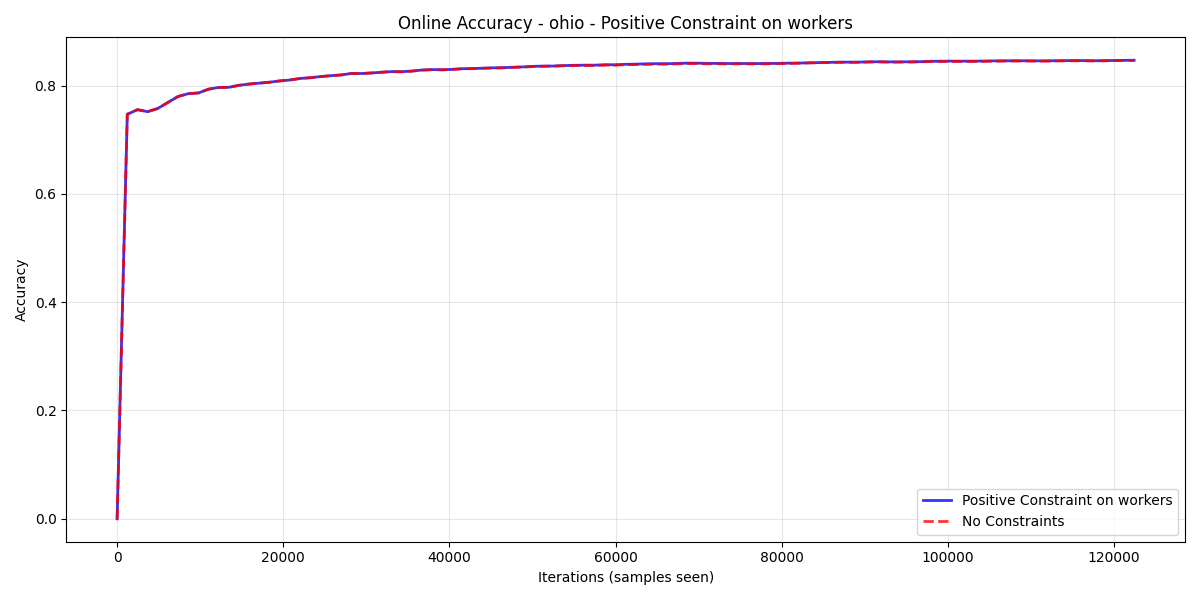 Online Accuracy - ohio - Positive Constraint on workers
Accuracy
0.8
0.6
0.4
0.2
0.0
Positive Constraint on workers
No Constraints
0 20000 40000 60000 80000 100000 120000
Iterations (samples seen)